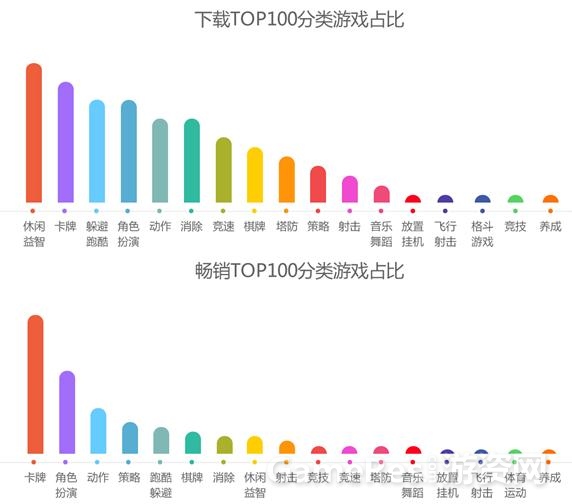 下载TOP100分类游戏占比
休闲 卡牌 躲避 角色 动作 消除 竞速 棋牌 塔防 策略 射击 音乐 放置 飞行 格斗 竞技 养成
益智 跑酷 扮演 舞蹈 挂机 射击 游戏
畅销TOP100分类游戏占比
卡牌 角色 动作 策略 跑酷 棋牌 消除 休闲 射击 竞技 竞速 塔防 音乐 放置 飞行 体育 养成
扮演 躲避 益智 舞蹈 挂机 射击 运动